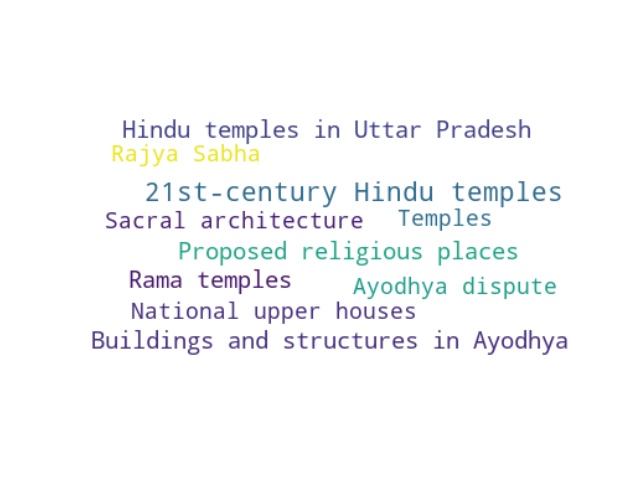 Hindu temples in Uttar Pradesh
Rajya Sabha
21st-century Hindu temples
Sacral architecture Temples
Proposed religious places
Rama temples Ayodhya dispute
National upper houses
Buildings and structures in Ayodhya